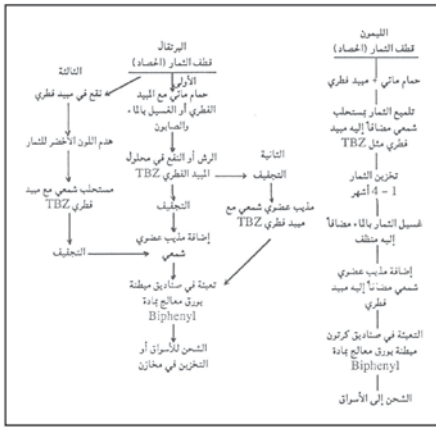 الليمون
قطف الثمار (الحصاد)
حمام مائي + مبيد فطري
تلميع الثمار بمستحلب
شمعي مضافاً إليه مبيد
فطري مثل TBZ
تخزين الثمار
1 – 4 أشهر
غسيل الثمار بالماء مضافاً
إليه منظف
إضافة مذيب عضوي
شمعي مضافاً إليه مبيد
فطري
التعبئة في صناديق كرتون
مبطنة بورق معالج بمادة
Biphenyl
الشحن إلى الأسواق
البرتقال
قطف الثمار (الحصاد)
الأولى
حمام مائي مع المبيد
الفطري أو الغسيل بالماء
والصابون
الرش أو النقع في محلول
المبيد الفطري TBZ
التجفيف
إضافة مذيب عضوي
شمعي
تعبئة في صناديق مبطنة
بورق معالج بمادة
Biphenyl
الشحن للأسواق أو
التخزين في مخازن
الثانية
التجفيف
مذيب عضوي شمعي مع
مبيد فطري TBZ
الثالثة
نقع في مبيد فطري
هدم اللون الأخضر للثمار
مستحلب شمعي مع مبيد
فطري TBZ
التجفيف